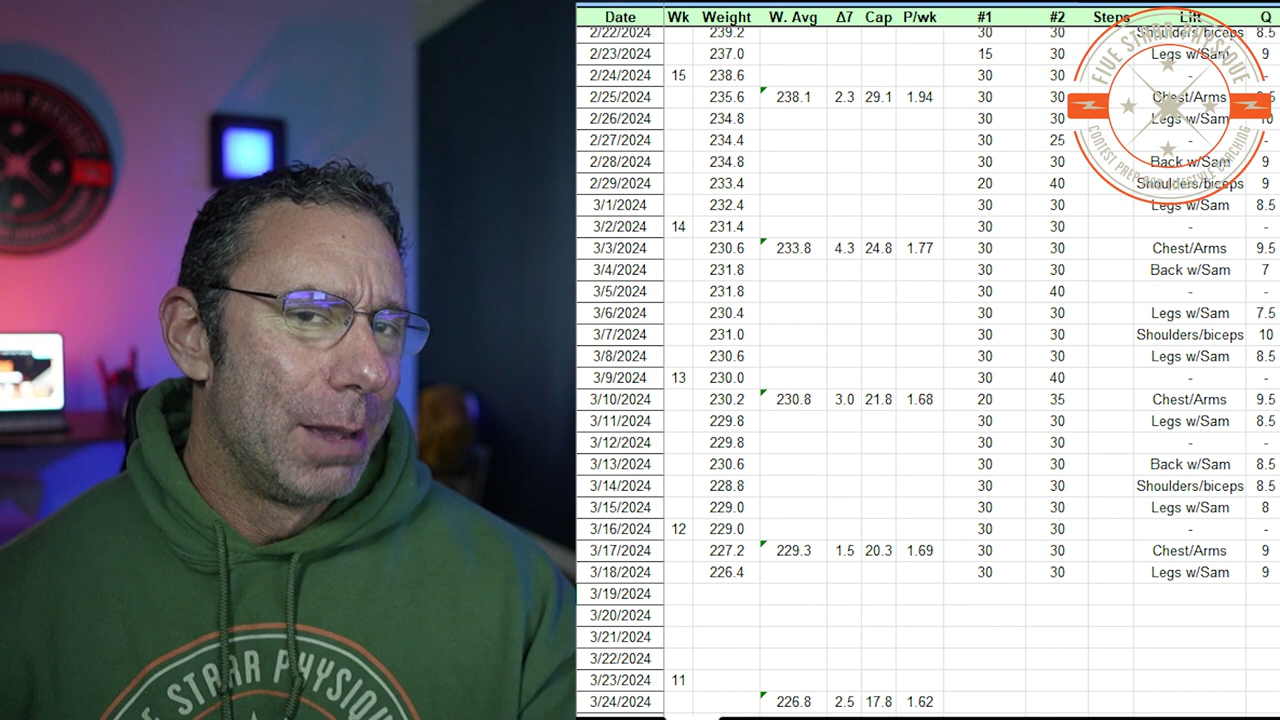 Date Wk Weight W. Avg Δ7 Cap P/wk #1 #2 Steps Lift Q
2/22/2024 239.2 30 30 Shoulders/biceps 8.5
2/23/2024 237.0 15 30 Legs w/Sam 9
2/24/2024 15 238.6 30 30 - -
2/25/2024 235.6 238.1 2.3 29.1 1.94 30 30 Chest/Arms
2/26/2024 234.8 30 30 Legs w/Sam 10
2/27/2024 234.4 30 25 - -
2/28/2024 234.8 30 30 Back w/Sam 9
2/29/2024 233.4 20 40 Shoulders/biceps 9
3/1/2024 232.4 30 30 Legs w/Sam 8.5
3/2/2024 14 231.4 30 30 - -
3/3/2024 230.6 233.8 4.3 24.8 1.77 30 30 Chest/Arms 9.5
3/4/2024 231.8 30 30 Back w/Sam 7
3/5/2024 231.8 30 40 - -
3/6/2024 230.4 30 30 Legs w/Sam 7.5
3/7/2024 231.0 30 30 Shoulders/biceps 10
3/8/2024 230.6 30 30 Legs w/Sam 8.5
3/9/2024 13 230.0 30 40 - -
3/10/2024 230.2 230.8 3.0 21.8 1.68 20 35 Chest/Arms 9.5
3/11/2024 229.8 30 30 Legs w/Sam 8.5
3/12/2024 229.8 30 30 - -
3/13/2024 230.6 30 30 Back w/Sam 8.5
3/14/2024 228.8 30 30 Shoulders/biceps 8.5
3/15/2024 229.0 30 30 Legs w/Sam 8
3/16/2024 12 229.0 30 30 - -
3/17/2024 227.2 229.3 1.5 20.3 1.69 30 30 Chest/Arms 9
3/18/2024 226.4 30 30 Legs w/Sam 9
3/19/2024
3/20/2024
3/21/2024
3/22/2024
3/23/2024 11
3/24/2024 226.8 2.5 17.8 1.62
FIVE STARR PHYSIQUE
CONTEST PREP AND LIFESTYLE COACHING
STARR PHYSIQUE